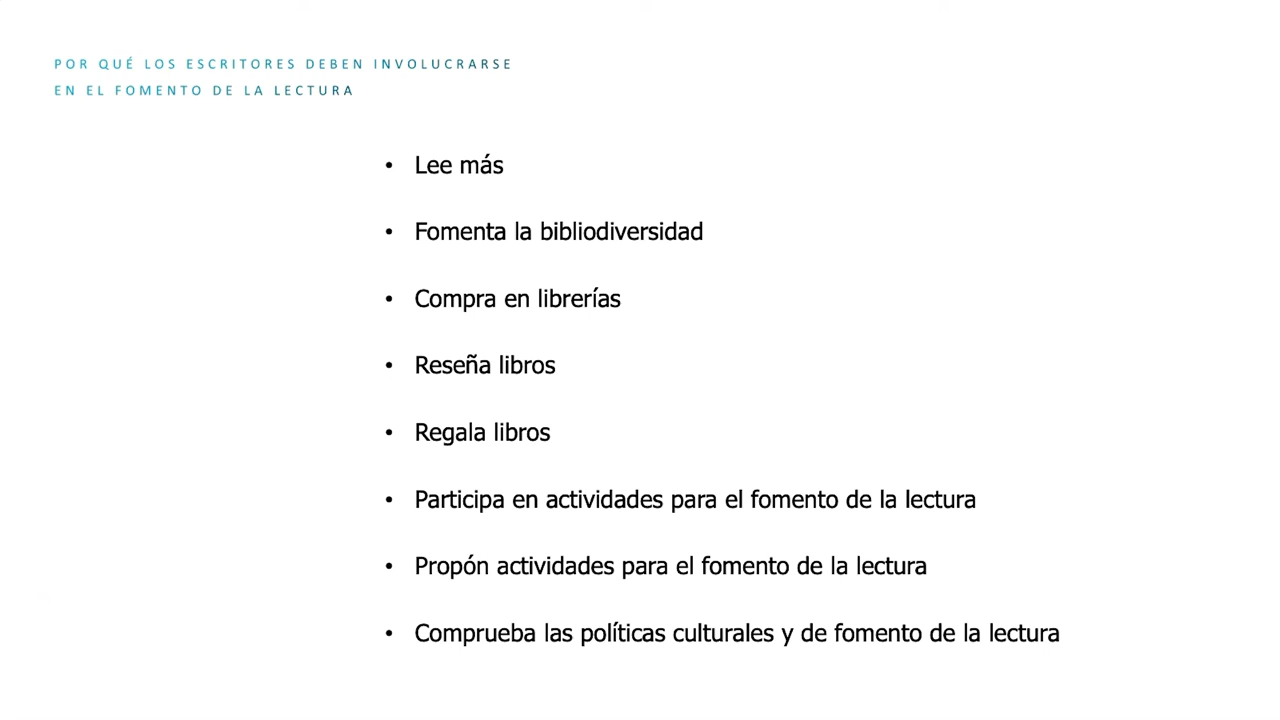 POR QUÉ LOS ESCRITORES DEBEN INVOLUCRARSE
EN EL FOMENTO DE LA LECTURA
• Lee más
• Fomenta la bibliodiversidad
• Compra en librerías
• Reseña libros
• Regala libros
• Participa en actividades para el fomento de la lectura
• Propón actividades para el fomento de la lectura
• Comprueba las políticas culturales y de fomento de la lectura